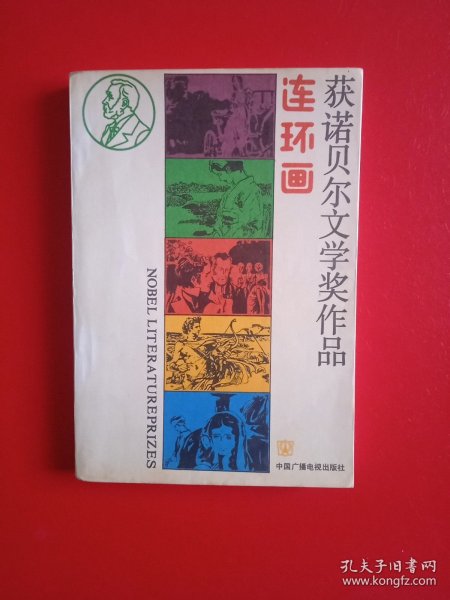 获诺贝尔文学奖作品
连环画
NOBEL LITERATUREPRIZES
中国广播电视出版社
孔夫子旧书网
www.kongfz.com